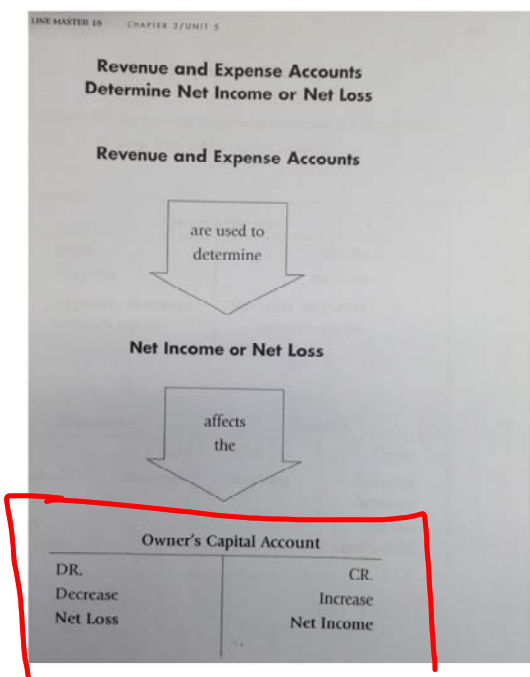 LINE MASTER 18 CHAPTER 3/UNIT 5
Revenue and Expense Accounts
Determine Net Income or Net Loss
Revenue and Expense Accounts
are used to
determine
Net Income or Net Loss
affects
the
Owner's Capital Account
DR. CR.
Decrease Increase
Net Loss Net Income